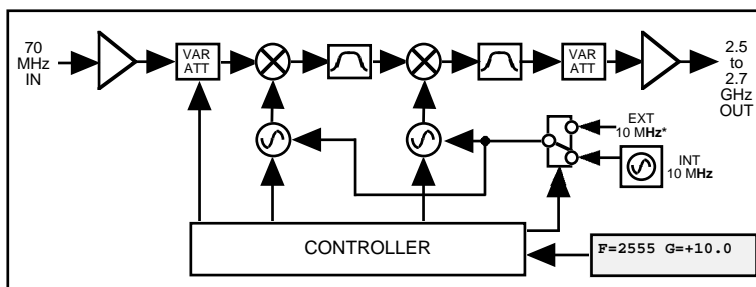 70
MHz
IN
VAR
ATT
VAR
ATT
2.5
to
2.7
GHz
OUT
EXT
10 MHz*
INT
10 MHz
CONTROLLER
F=2555 G=+10.0